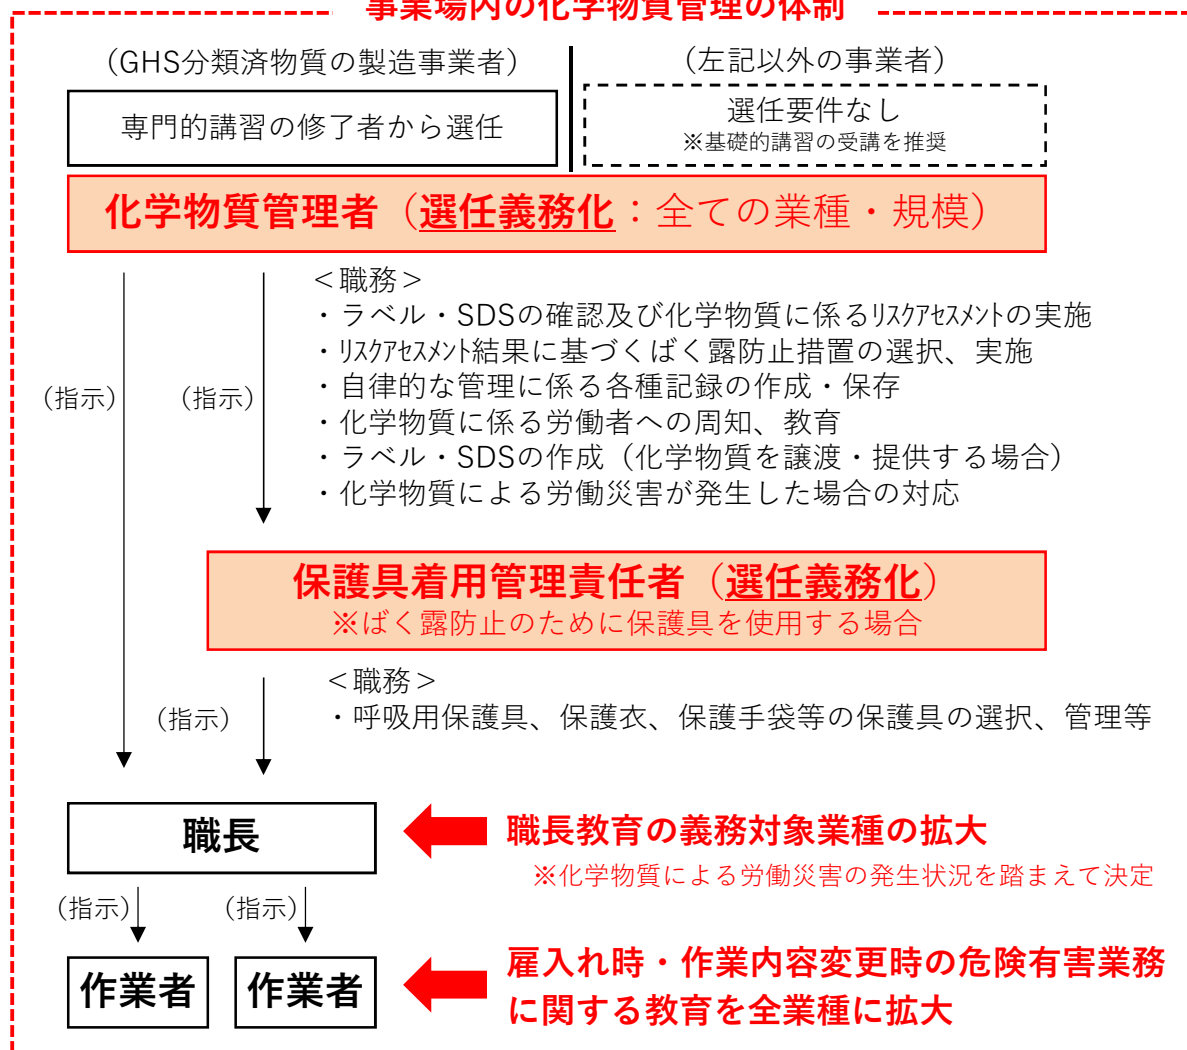 事業場内の化学物質管理の体制
（GHS分類済物質の製造事業者）
（左記以外の事業者）
専門的講習の修了者から選任
選任要件なし
※基礎的講習の受講を推奨
化学物質管理者（選任義務化：全ての業種・規模）
＜職務＞
・ラベル・SDSの確認及び化学物質に係るﾘｽｸｱｾｽﾒﾝﾄの実施
・ﾘｽｸｱｾｽﾒﾝﾄ結果に基づくばく露防止措置の選択、実施
・自律的な管理に係る各種記録の作成・保存
・化学物質に係る労働者への周知、教育
・ラベル・SDSの作成（化学物質を譲渡・提供する場合）
・化学物質による労働災害が発生した場合の対応
（指示）
（指示）
保護具着用管理責任者（選任義務化）
※ばく露防止のために保護具を使用する場合
＜職務＞
・呼吸用保護具、保護衣、保護手袋等の保護具の選択、管理等
（指示）
職長
職長教育の義務対象業種の拡大
※化学物質による労働災害の発生状況を踏まえて決定
（指示）
（指示）
作業者
作業者
雇入れ時・作業内容変更時の危険有害業務
に関する教育を全業種に拡大